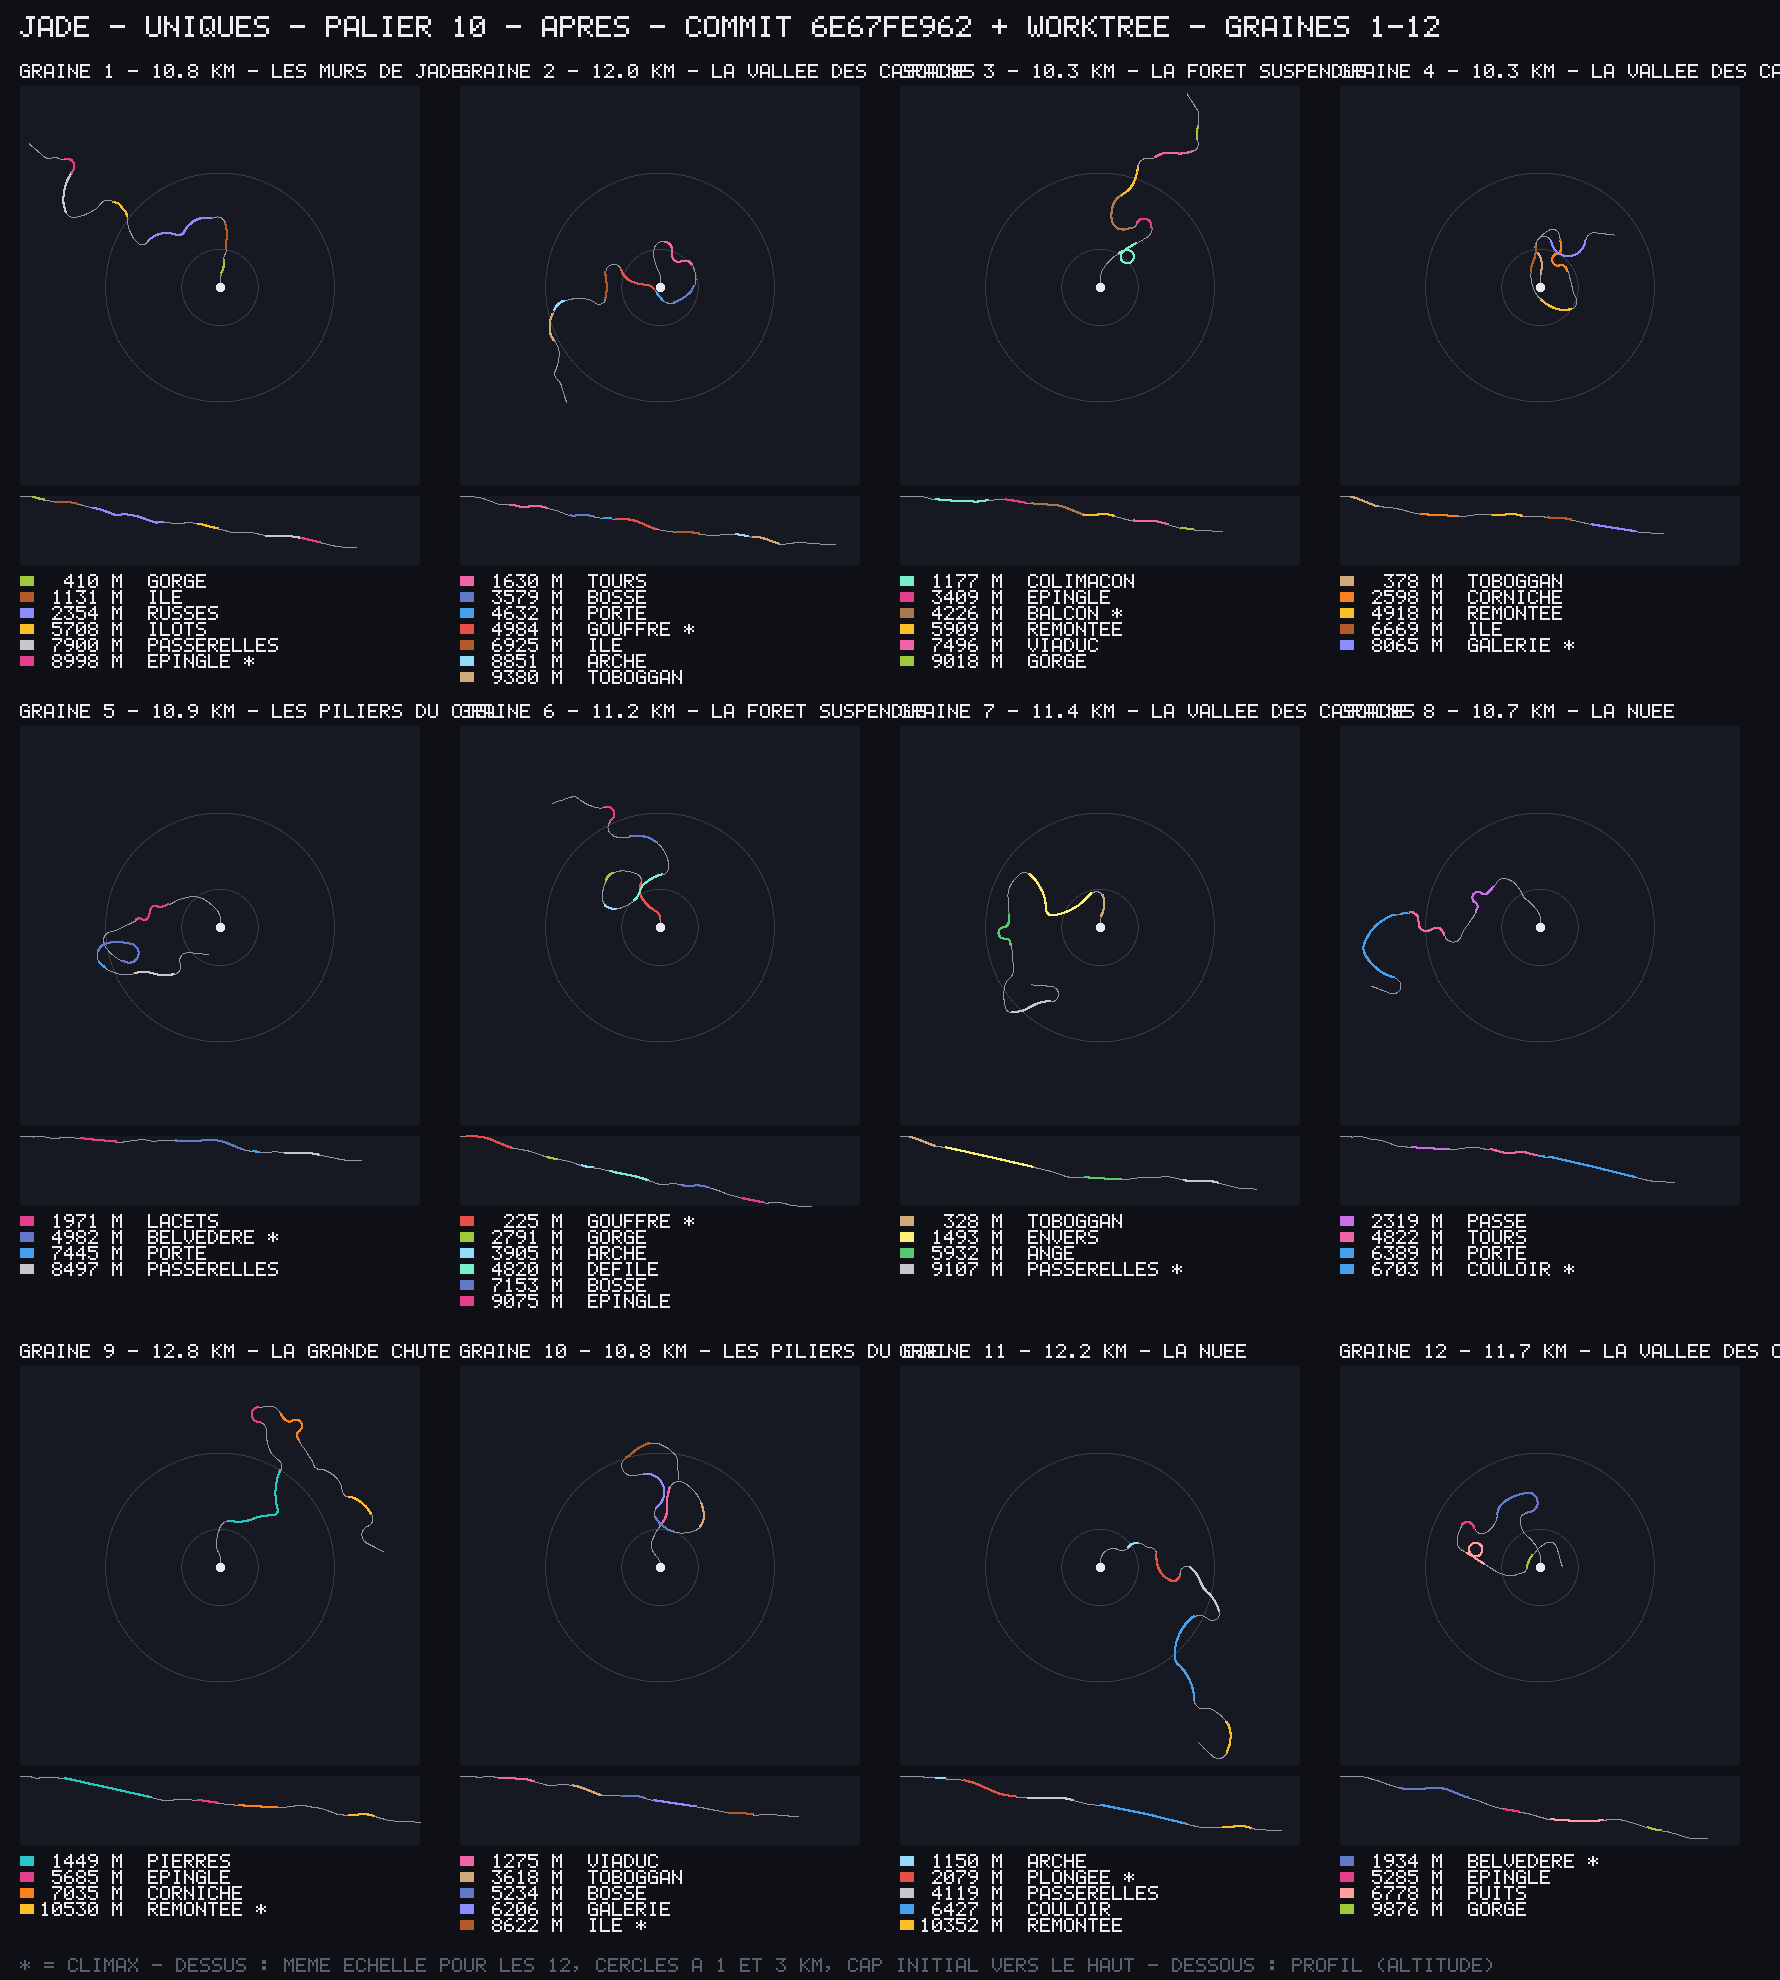 JADE - UNIQUES - PALIER 10 - APRES - COMMIT 6E67FE962 + WORKTREE - GRAINES 1-12
GRAINE 1 - 10.8 KM - LES MURS DE JADE
GRAINE 2 - 12.0 KM - LA VALLEE DES
GRAINE 3 - 10.3 KM - LA FORET SUSPENDUE
GRAINE 4 - 10.3 KM - LA VALLEE DES CA
410 M GORGE
1131 M ILE
2354 M RUSSES
5708 M ILOTS
7900 M PASSERELLES
8998 M EPINGLE *
1630 M TOURS
3579 M BOSSE
4632 M PORTE
4984 M GOUFFRE *
6925 M ILE
8851 M ARCHE
9380 M TOBOGGAN
1177 M COLIMACON
3409 M EPINGLE
4226 M BALCON *
5909 M REMONTEE
7496 M VIADUC
9018 M GORGE
378 M TOBOGGAN
2598 M CORNICHE
4918 M REMONTEE
6669 M ILE
8065 M GALERIE *
GRAINE 5 - 10.9 KM - LES PILIERS DU
GRAINE 6 - 11.2 KM - LA FORET SUSPENDUE
GRAINE 7 - 11.4 KM - LA VALLEE DES
GRAINE 8 - 10.7 KM - LA NUEE
1971 M LACETS
4982 M BELVEDERE *
7445 M PORTE
8497 M PASSERELLES
225 M GOUFFRE *
2791 M GORGE
3905 M ARCHE
4820 M DEFILE
7153 M BOSSE
9075 M EPINGLE
328 M TOBOGGAN
1493 M ENVERS
5932 M ANGE
9107 M PASSERELLES *
2319 M PASSE
4822 M TOURS
6389 M PORTE
6703 M COULOIR *
GRAINE 9 - 12.8 KM - LA GRANDE CHUTE
GRAINE 10 - 10.8 KM - LES PILIERS DU
GRAINE 11 - 12.2 KM - LA NUEE
GRAINE 12 - 11.7 KM - LA VALLEE DES C
1449 M PIERRES
5685 M EPINGLE
7035 M CORNICHE
10530 M REMONTEE *
1275 M VIADUC
3618 M TOBOGGAN
5234 M BOSSE
6206 M GALERIE
8622 M ILE *
1150 M ARCHE
2079 M PLONGEE *
4119 M PASSERELLES
6427 M COULOIR
10352 M REMONTEE
1934 M BELVEDERE *
5285 M EPINGLE
6778 M PUITS
9876 M GORGE
* = CLIMAX - DESSUS : MEME ECHELLE POUR LES 12, CERCLES A 1 ET 3 KM, CAP INITIAL VERS LE HAUT - DESSOUS : PROFIL (ALTITUDE)